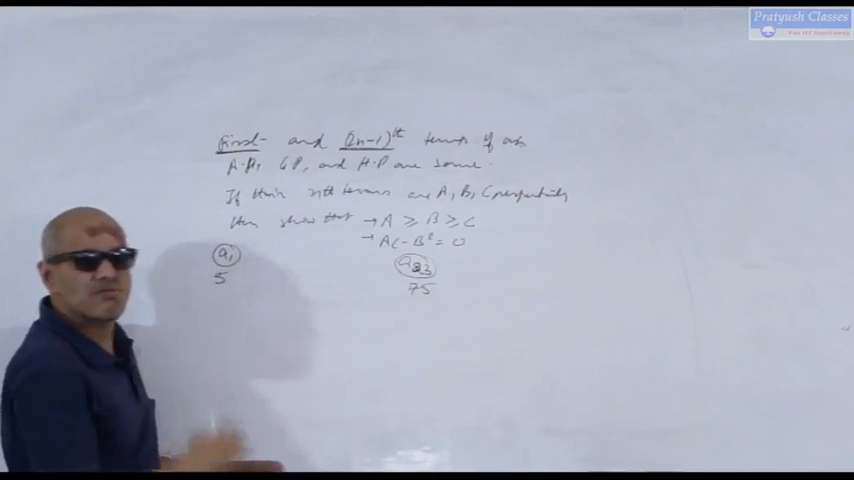 Pratyush Classes
For IIT Aspirants
First and (2n-1)th terms of an
A.P., G P, and H.P are same.
If their nth terms are A, B, C respectively
then show that → A ≥ B ≥ C
→ AC - B² = 0
a₁
5
75